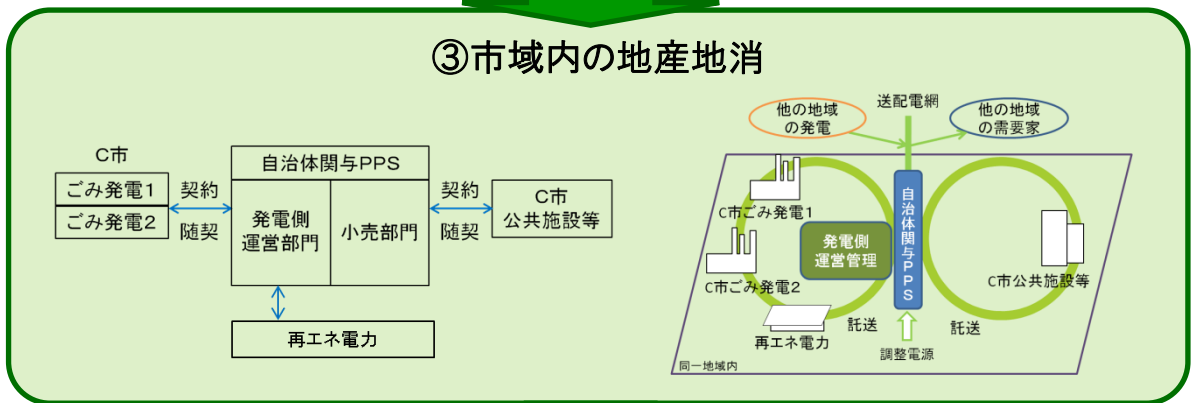 ③市域内の地産地消
C市
ごみ発電1
ごみ発電2
契約
随契
自治体関与PPS
発電側
運営部門
小売部門
契約
随契
C市
公共施設等
再エネ電力
他の地域
の発電
送配電網
他の地域
の需要家
C市ごみ発電1
発電側
運営管理
自治体関与PPS
C市ごみ発電2
C市公共施設等
再エネ電力
託送
託送
調整電源
同一地域内